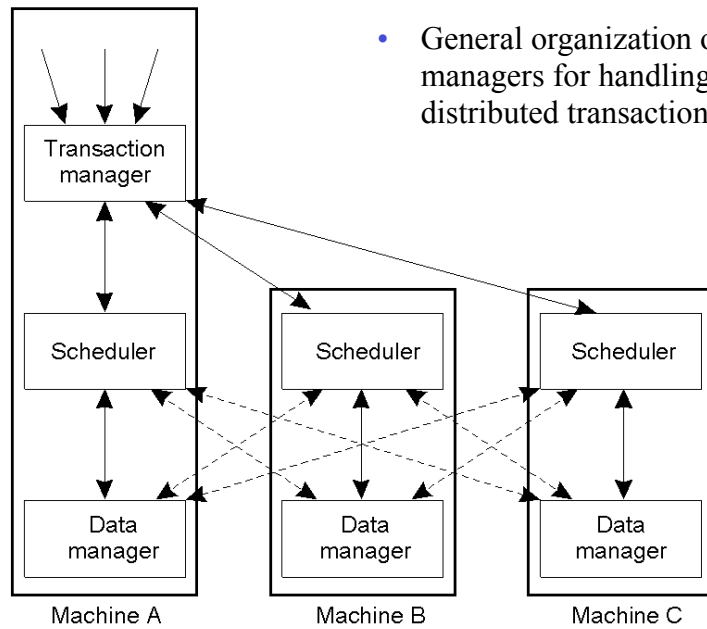 • General organization
managers for handling
distributed transaction
Transaction
manager
Scheduler
Scheduler
Scheduler
Data
manager
Data
manager
Data
manager
Machine A
Machine B
Machine C